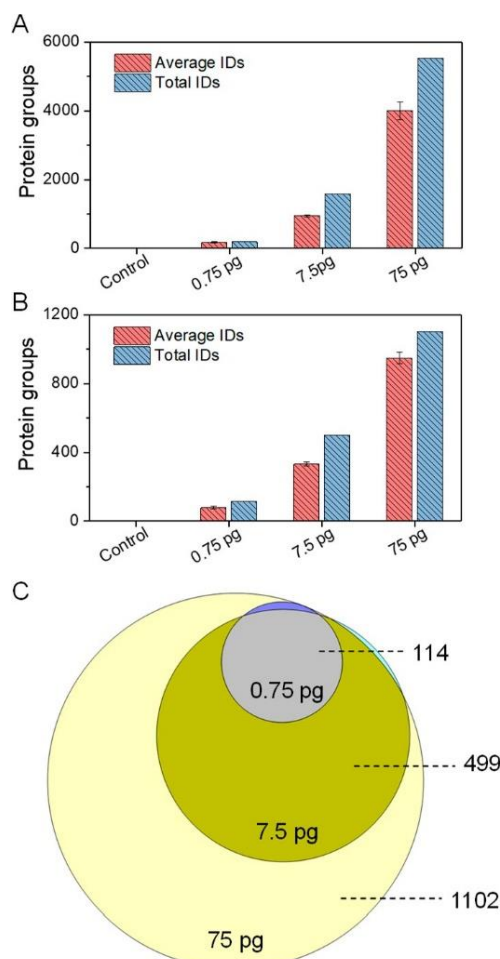 A
Protein groups
6000
4000
2000
0
Average IDs
Total IDs
Control
0.75 pg
7.5pg
75 pg
B
Protein groups
1200
800
400
0
Average IDs
Total IDs
Control
0.75 pg
7.5 pg
75 pg
C
114
0.75 pg
499
7.5 pg
1102
75 pg